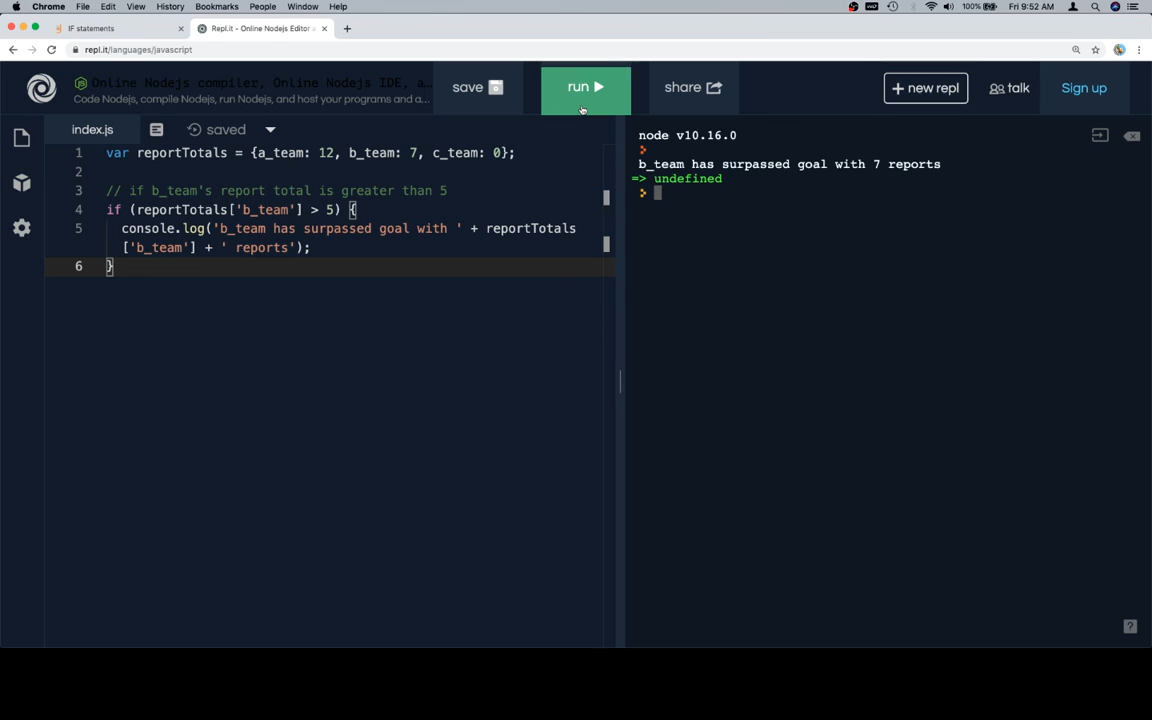 Chrome File Edit View History Bookmarks People Window Help 100% Fri 9:52 AM
IF statements Repl.it - Online Nodejs Editor
repl.it/languages/javascript
Online Nodejs compiler, Online Nodejs IDE, a...
Code Nodejs, compile Nodejs, run Nodejs, and host your programs and a...
save
run
share
+ new repl
talk
Sign up
index.js
saved
1 var reportTotals = {a_team: 12, b_team: 7, c_team: 0};
2
3 // if b_team's report total is greater than 5
4 if (reportTotals['b_team'] > 5) {
5 console.log('b_team has surpassed goal with ' + reportTotals
['b_team'] + ' reports');
6 }
node v10.16.0
b_team has surpassed goal with 7 reports
=> undefined
?